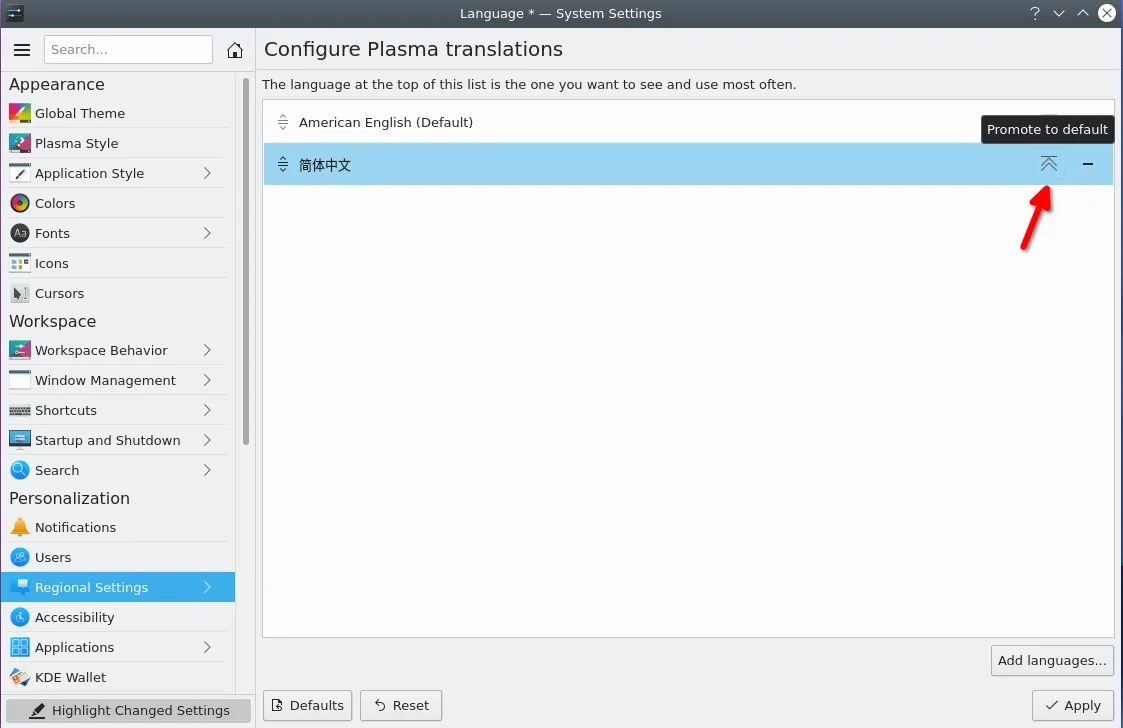 Language * — System Settings
Search...
Configure Plasma translations
The language at the top of this list is the one you want to see and use most often.
Appearance
Global Theme
Plasma Style
Application Style
Colors
Aa Fonts
Icons
Cursors
Workspace
Workspace Behavior
Window Management
Shortcuts
Startup and Shutdown
Search
Personalization
Notifications
Users
Regional Settings
Accessibility
Applications
KDE Wallet
Highlight Changed Settings
American English (Default)
Promote to default
简体中文
Add languages...
Defaults
Reset
Apply